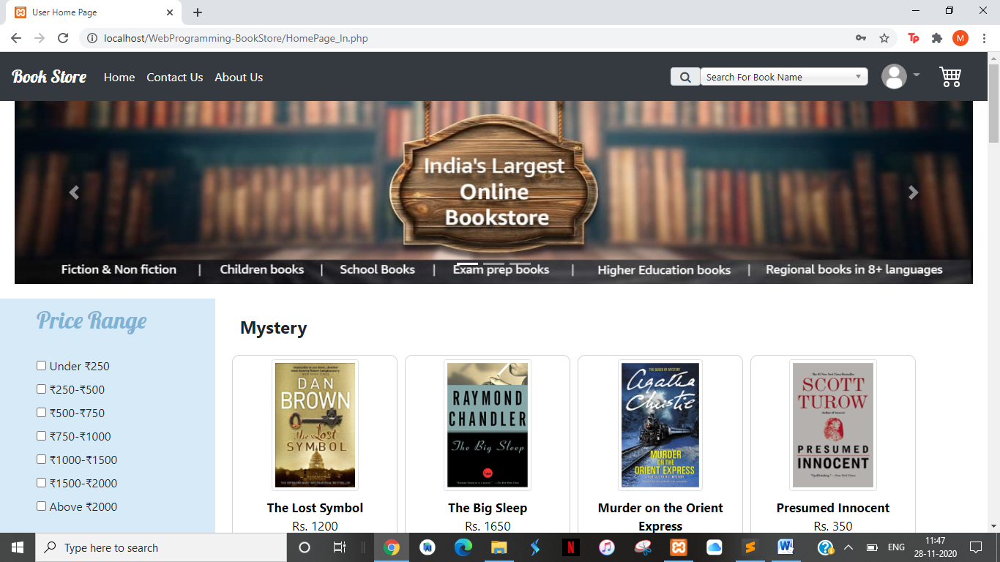 User Home Page
localhost/WebProgramming-BookStore/HomePage_In.php
M
Book Store Home Contact Us About Us Search For Book Name
India's Largest
Online
Bookstore
Fiction & Non fiction | Children books | School Books | Exam prep books | Higher Education books | Regional books in 8+ languages
Price Range
Under ₹250
₹250-₹500
₹500-₹750
₹750-₹1000
₹1000-₹1500
₹1500-₹2000
Above ₹2000
Mystery
DAN
BROWN
The Lost
SYMBOL
The Lost Symbol
Rs. 1200
RAYMOND
CHANDLER
The Big Sleep
The Big Sleep
Rs. 1650
THE QUEEN OF MYSTERY
Agatha
Christie
MURDER
ON THE
ORIENT EXPRESS
Murder on the Orient
Express
SCOTT
TUROW
PRESUMED
INNOCENT
Presumed Innocent
Rs. 350
Type here to search
ENG
11:47
28-11-2020